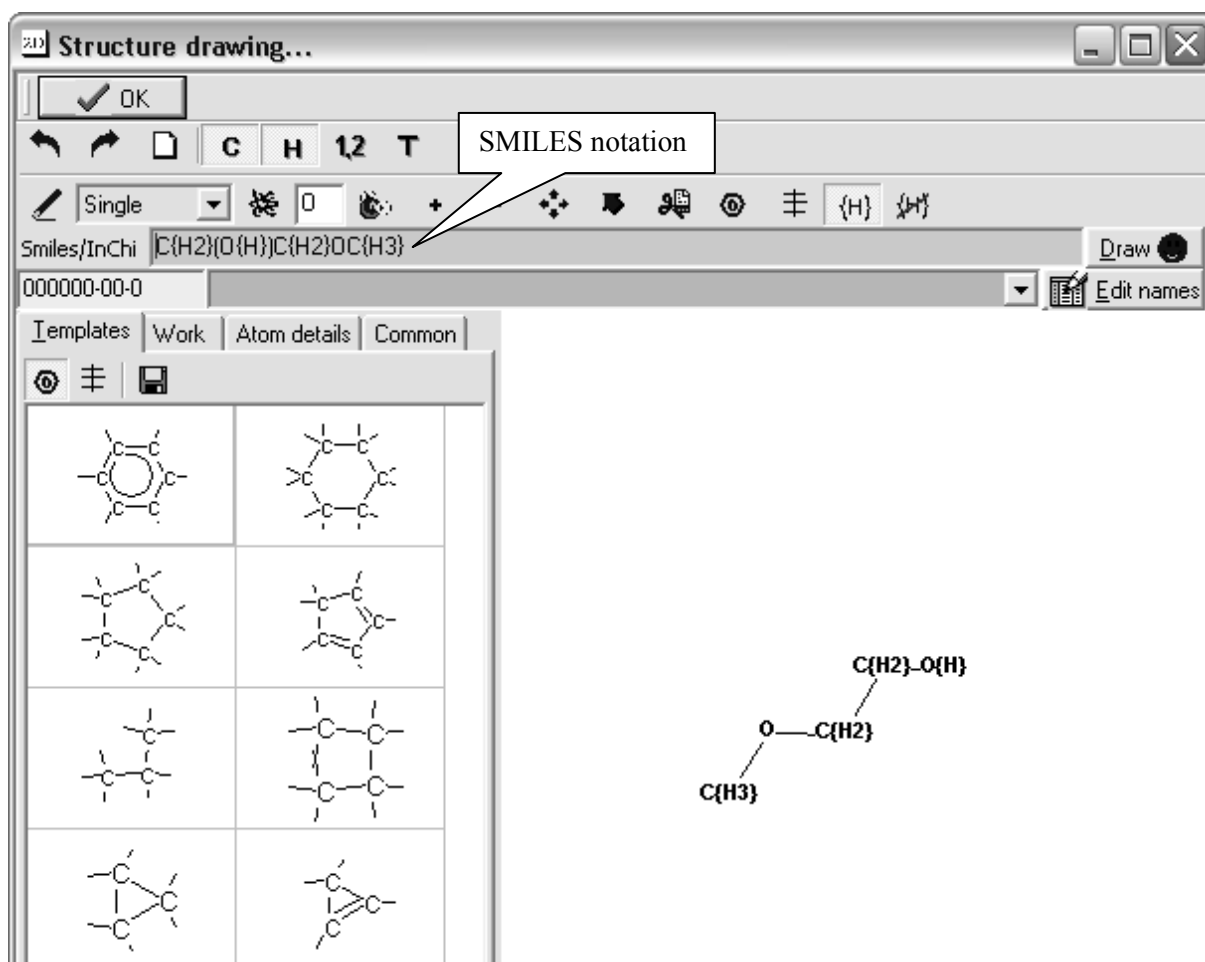 2D Structure drawing...
OK
C H 1,2 T
SMILES notation
Single 0 + - {H} {H}
Smiles/InChi C{H2}(O{H})C{H2}OC{H3} Draw
000000-00-0 Edit names
Templates Work Atom details Common
C C C C C C
C C C C C C
C C C C C
C C C C C
C C C
C C C C
C C C
C C C
C{H2} O{H}
O C{H2}
C{H3}